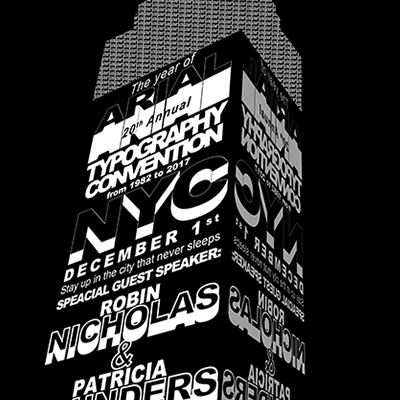 The year of
ARIAL
20th Annual
TYPOGRAPHY
CONVENTION
from 1982 to 2017
NYC
DECEMBER 1st
Stay up in the city that never sleeps
SPEACIAL GUEST SPEAKER:
ROBIN
NICHOLAS
&
PATRICIA
UNDERS